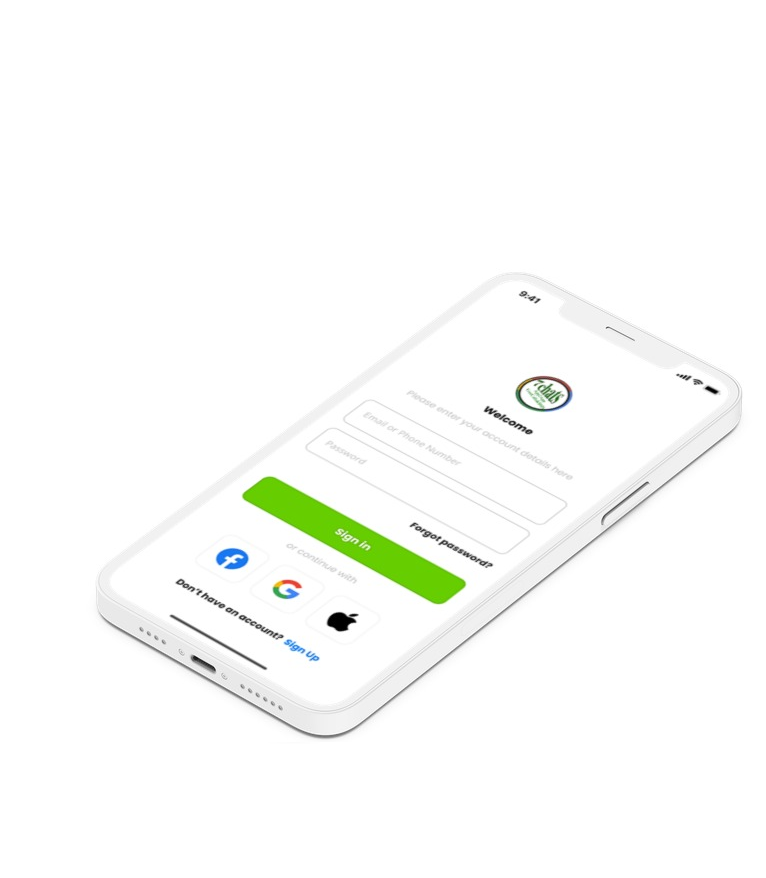 9:41
7chats
Welcome
Please enter your account details here
Email or Phone Number
Password
Forgot password?
Sign in
or continue with
Don't have an account? Sign Up